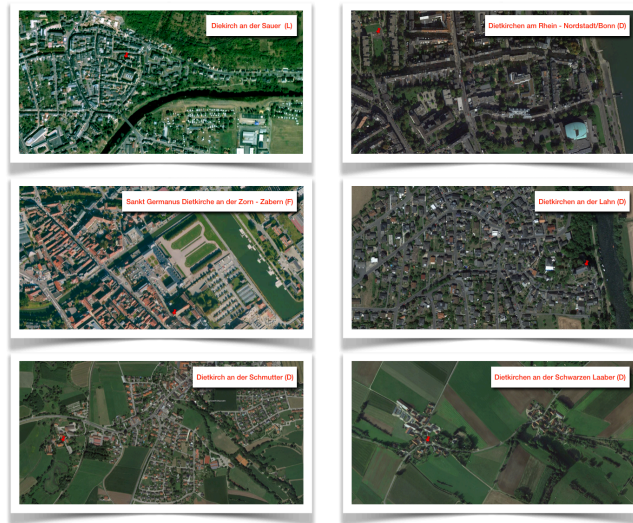 Diekirch an der Sauer (L)
Dietkirchen am Rhein - Nordstadt/Bonn (D)
Sankt Germanus Dietkirche an der Zorn - Zabern (F)
Dietkirchen an der Lahn (D)
Dietkirch an der Schmutter (D)
Dietkirchen an der Schwarzen Laaber (D)